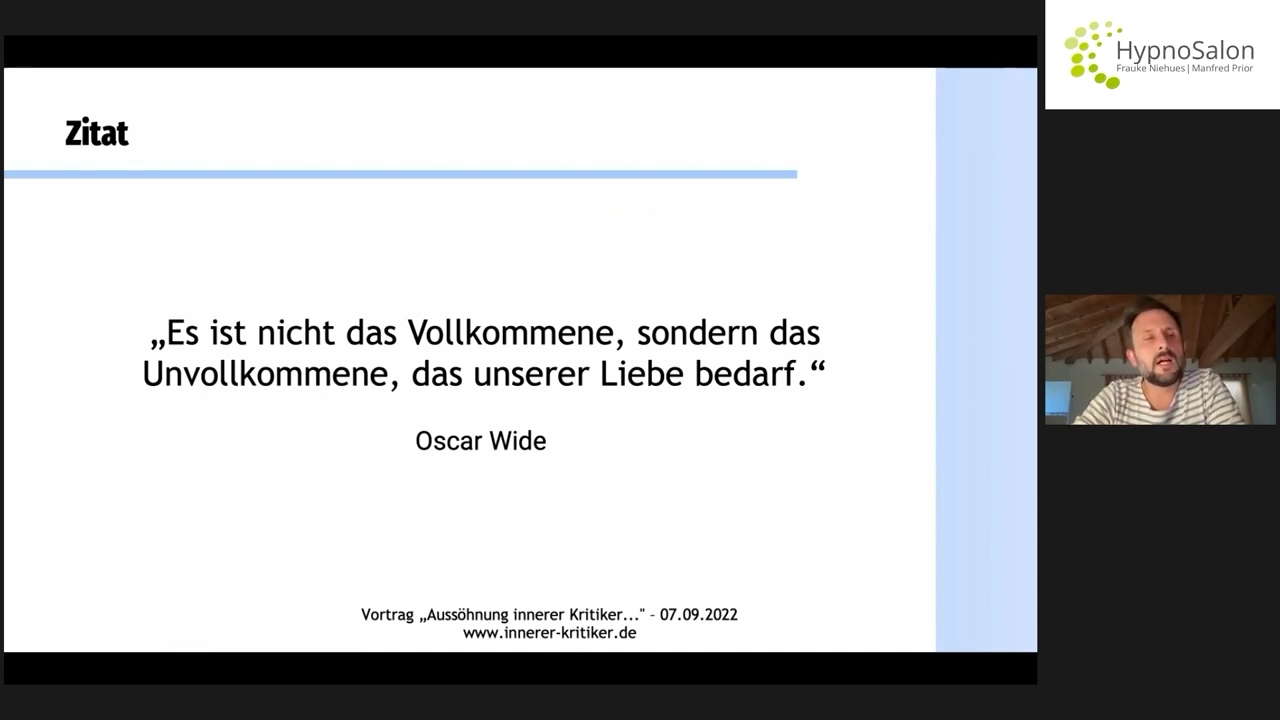 Zitat
„Es ist nicht das Vollkommene, sondern das
Unvollkommene, das unserer Liebe bedarf.“
Oscar Wide
Vortrag „Aussöhnung innerer Kritiker..." – 07.09.2022
www.innerer-kritiker.de
HypnoSalon
Frauke Niehues | Manfred Prior